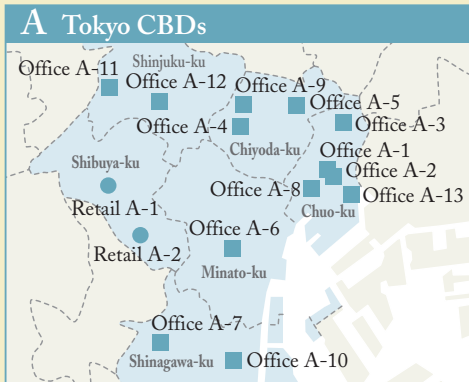 A Tokyo CBDs
Shinjuku-ku
Office A-11
Office A-12
Office A-9
Office A-5
Office A-4
Office A-3
Chiyoda-ku
Office A-1
Shibuya-ku
Office A-2
Office A-8
Office A-13
Chuo-ku
Retail A-1
Office A-6
Retail A-2
Minato-ku
Office A-7
Shinagawa-ku
Office A-10